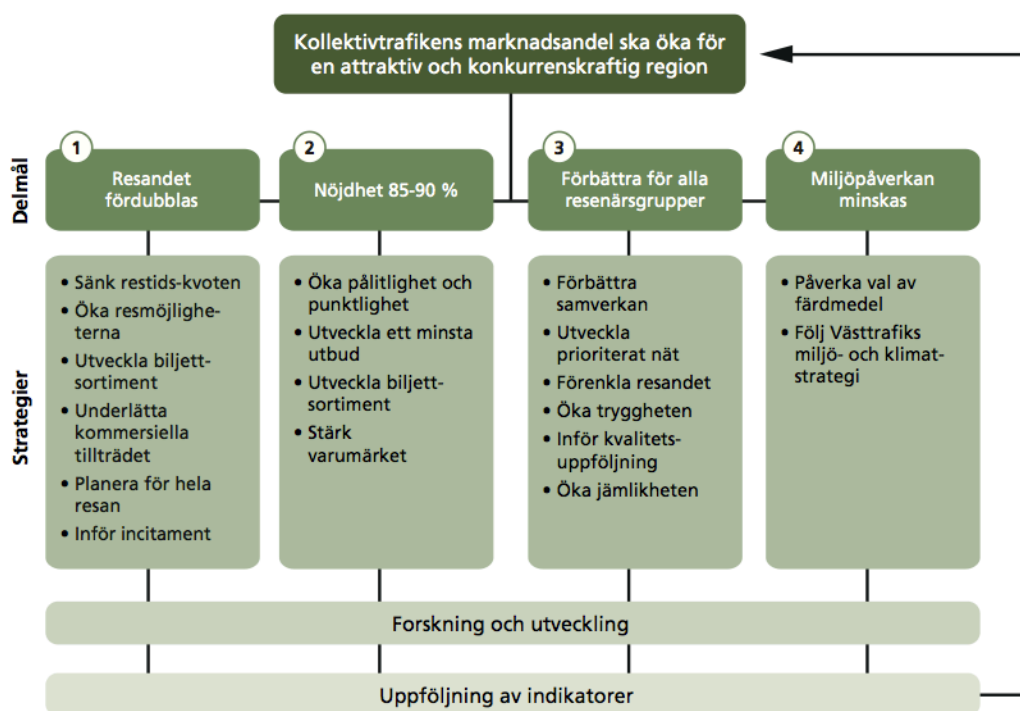 Kollektivtrafikens marknadsandel ska öka för
en attraktiv och konkurrenskraftig region
Delmål
1
Resandet
fördubblas
2
Nöjdhet 85-90 %
3
Förbättra för alla
resenärsgrupper
4
Miljöpåverkan
minskas
Strategier
• Sänk restids-kvoten
• Öka resmöjlighe-
terna
• Utveckla biljett-
sortiment
• Underlätta
kommersiella
tillträdet
• Planera för hela
resan
• Inför incitament
• Öka pålitlighet och
punktlighet
• Utveckla ett minsta
utbud
• Utveckla biljett-
sortiment
• Stärk
varumärket
• Förbättra
samverkan
• Utveckla
prioriterat nät
• Förenkla resandet
• Öka tryggheten
• Inför kvalitets-
uppföljning
• Öka jämlikheten
• Påverka val av
färdmedel
• Följ Västtrafiks
miljö- och klimat-
strategi
Forskning och utveckling
Uppföljning av indikatorer